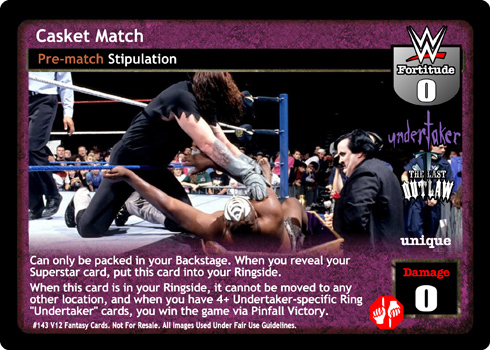 Casket Match
Pre-match Stipulation
Fortitude
0
undertaker
THE LAST
OUTLAW
unique
Can only be packed in your Backstage. When you reveal your
Superstar card, put this card into your Ringside.
When this card is in your Ringside, it cannot be moved to any
other location, and when you have 4+ Undertaker-specific Ring
"Undertaker" cards, you win the game via Pinfall Victory.
Damage
0
#143 V12 Fantasy Cards. Not For Resale. All Images Used Under Fair Use Guidelines.